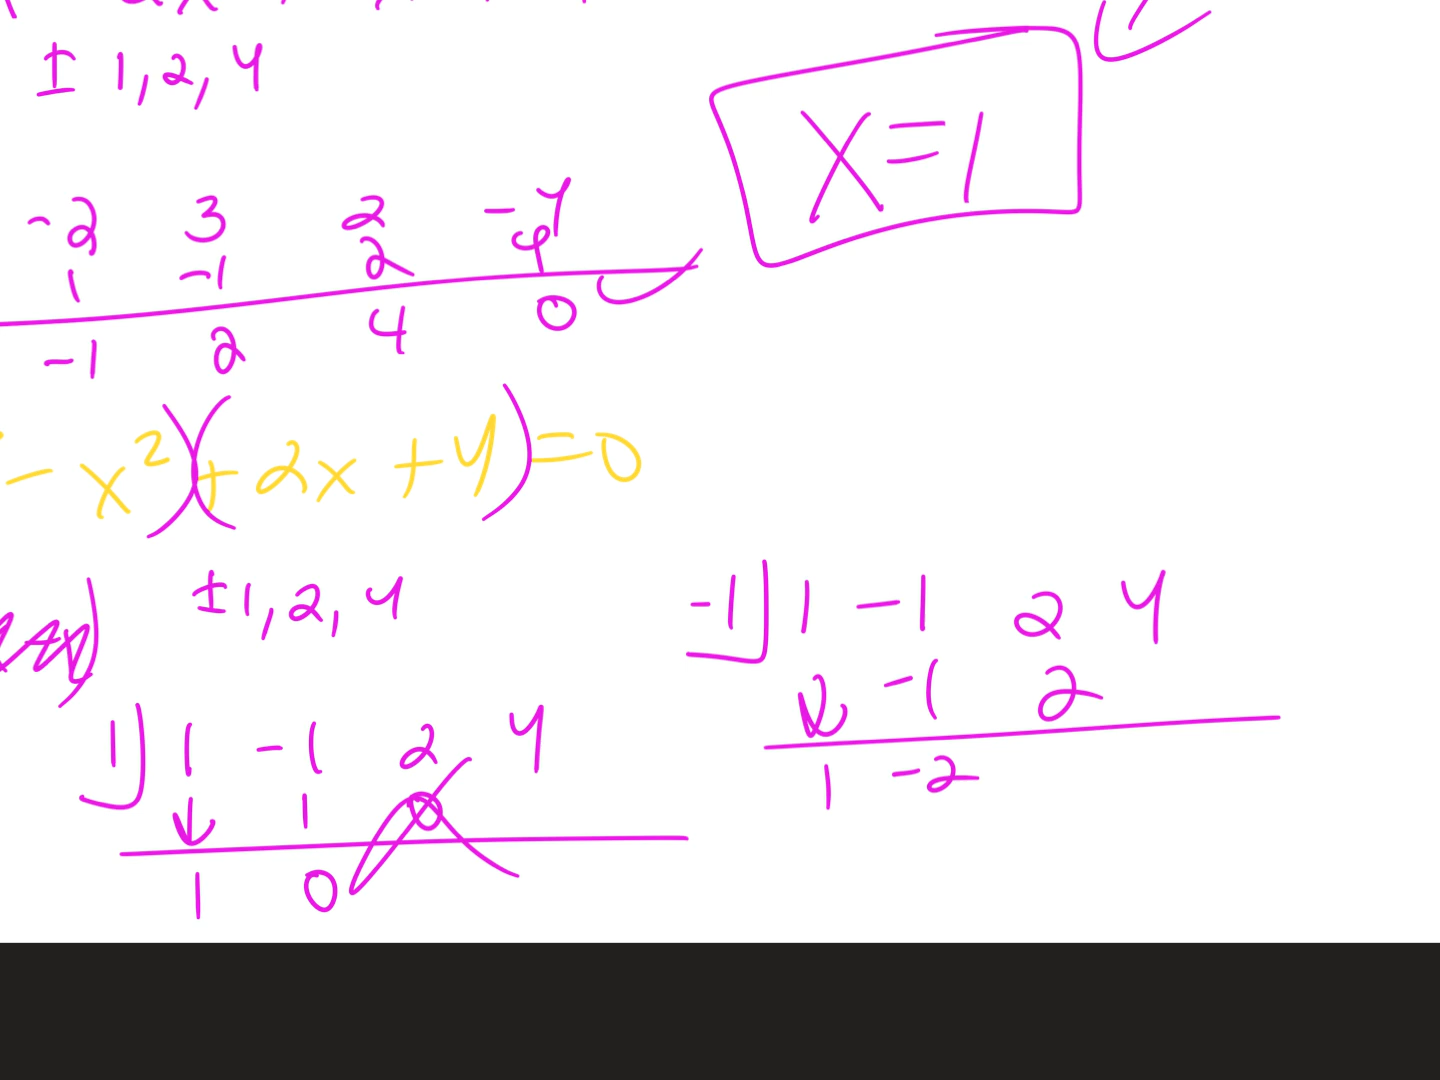 ± 1, 2, 4
x = 1
-2 3 2 -4
1 -1 2 4
-1 2 4 0
- x²)(+ 2x + 4) = 0
± 1, 2, 4
-1 1 -1 2 4
-1 2
1 -2
1 1 -1 2 4
1 0
1 0